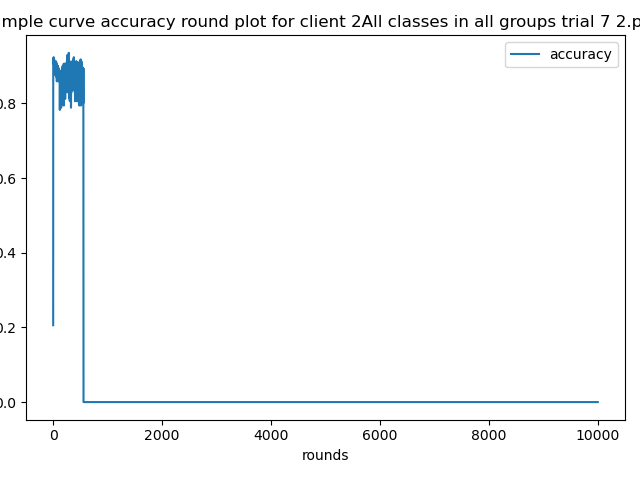 mple curve accuracy round plot for client 2All classes in all groups trial 7 2.p
accuracy
0.8
0.6
0.4
0.2
0.0
0 2000 4000 6000 8000 10000
rounds